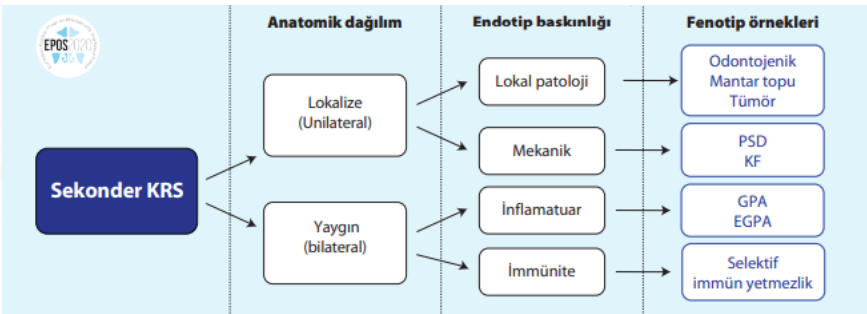 Anatomik dağılım
Endotip baskınlığı
Fenotip örnekleri
EPOS2020
Sekonder KRS
Lokalize
(Unilateral)
Yaygın
(bilateral)
Lokal patoloji
Mekanik
İnflamatuar
İmmünite
Odontojenik
Mantar topu
Tümör
PSD
KF
GPA
EGPA
Selektif
immün yetmezlik